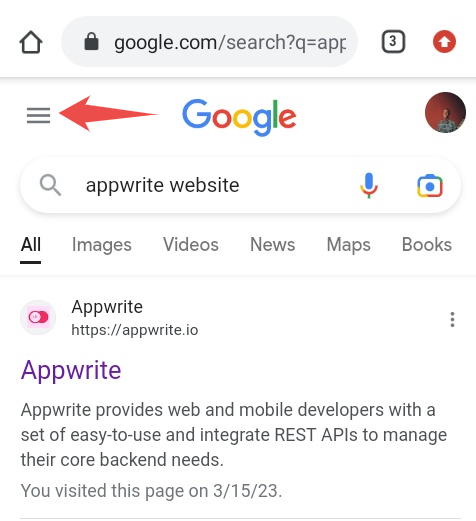 google.com/search?q=app
3
Google
appwrite website
All Images Videos News Maps Books
Appwrite
https://appwrite.io
Appwrite
Appwrite provides web and mobile developers with a
set of easy-to-use and integrate REST APIs to manage
their core backend needs.
You visited this page on 3/15/23.